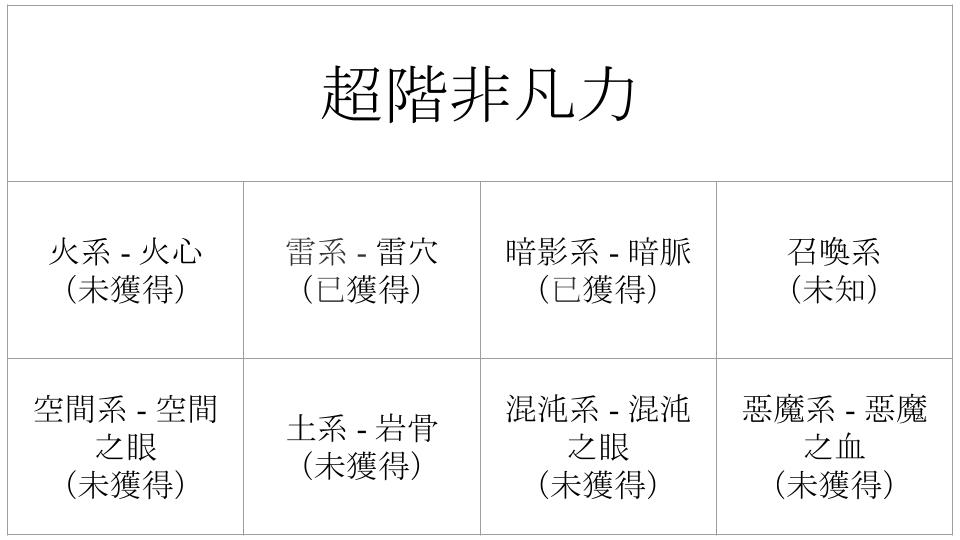 超階非凡力
火系 - 火心
（未獲得）
雷系 - 雷穴
（已獲得）
暗影系 - 暗脈
（已獲得）
召喚系
（未知）
空間系 - 空間
之眼
（未獲得）
土系 - 岩骨
（未獲得）
混沌系 - 混沌
之眼
（未獲得）
惡魔系 - 惡魔
之血
（未獲得）